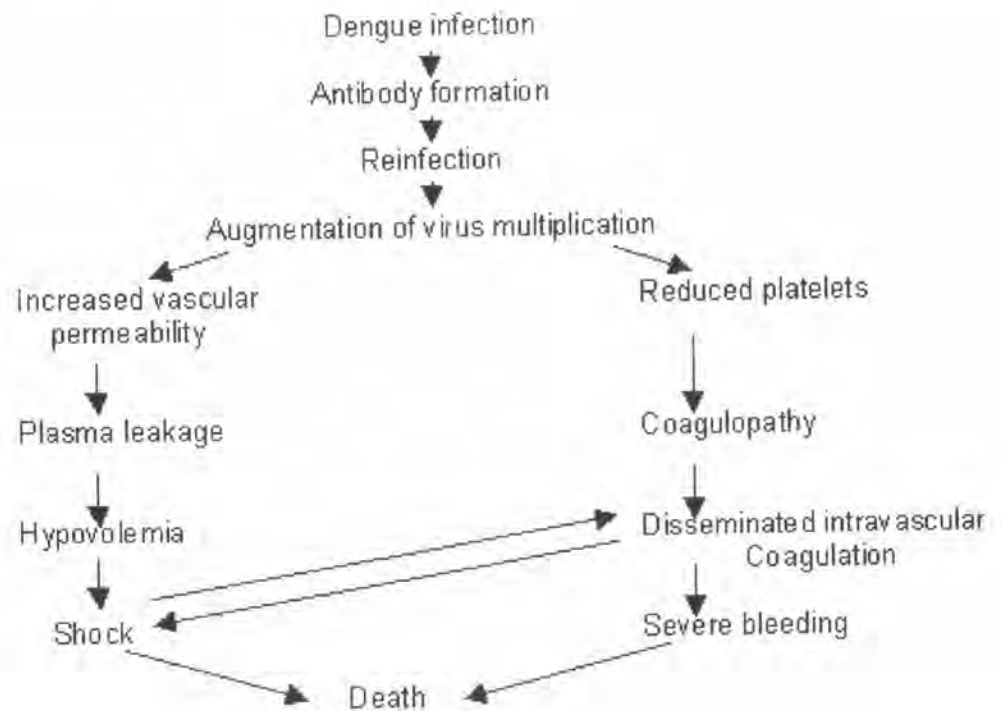 Dengue infection
Antibody formation
Reinfection
Augmentation of virus multiplication
Increased vascular
permeability
Reduced platelets
Plasma leakage
Coagulopathy
Hypovolemia
Disseminated intravascular
Coagulation
Shock
Severe bleeding
Death